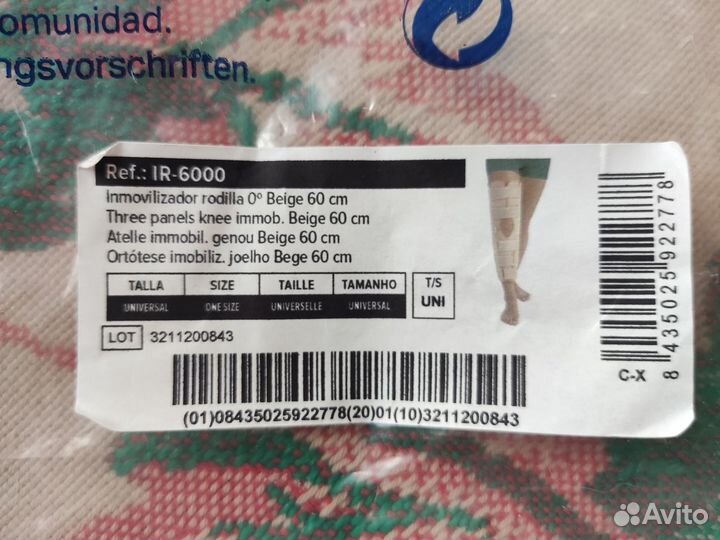 omunidad.
ngsvorschriften.
Ref.: IR-6000
Inmovilizador rodilla 0º Beige 60 cm
Three panels knee immob. Beige 60 cm
Atelle immobil. genou Beige 60 cm
Ortótese imobiliz. joelho Bege 60 cm
TALLA SIZE TAILLE TAMANHO T/S
UNIVERSAL ONE SIZE UNIVERSELLE UNIVERSAL UNI
LOT 3211200843
(01)08435025922778(20)01(10)3211200843
C-X
8 435025 922778
Avito